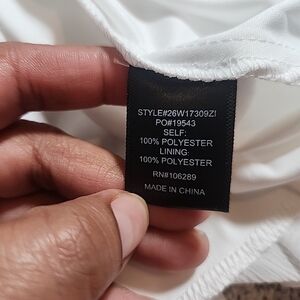 STYLE#26W17309ZI
PO#19543
SELF:
100% POLYESTER
LINING:
100% POLYESTER
RN#106289
MADE IN CHINA